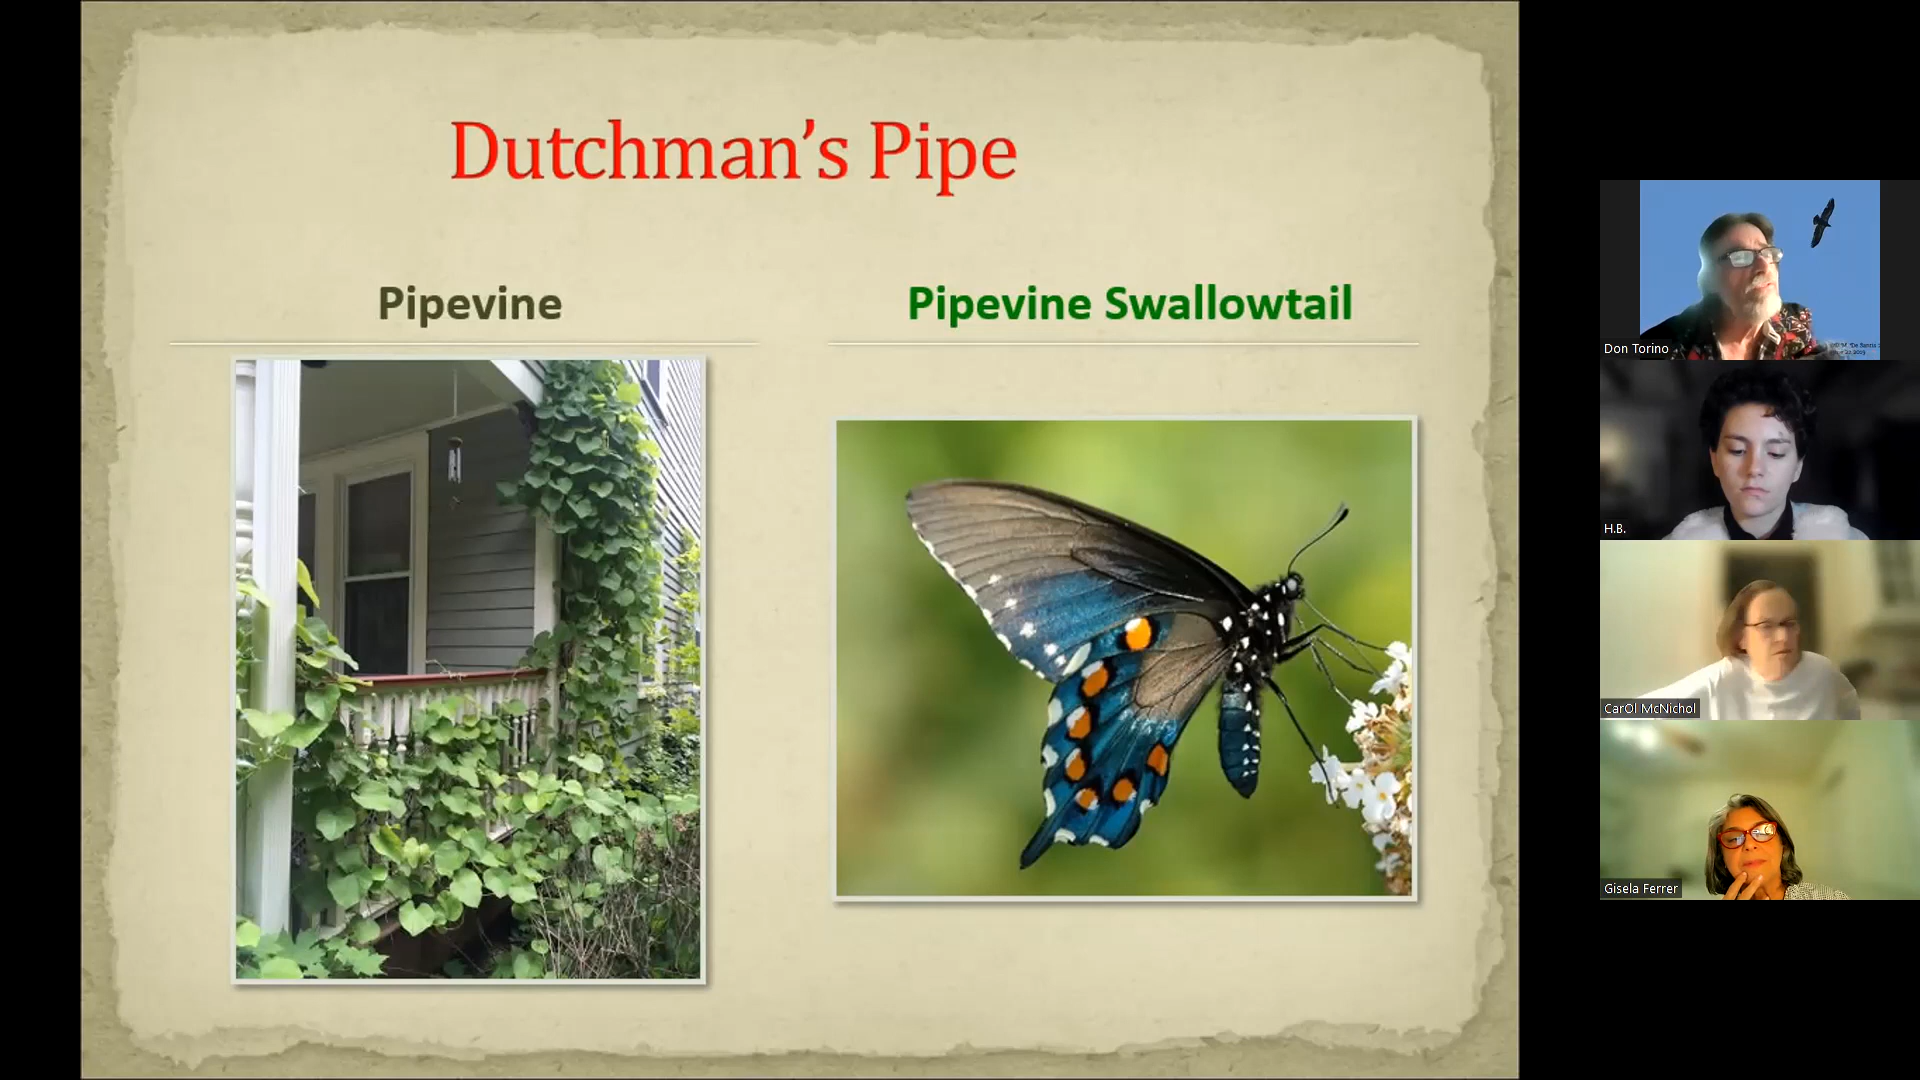 Dutchman’s Pipe
Pipevine
Pipevine Swallowtail
Don Torino
H.B.
CarOl McNichol
Gisela Ferrer